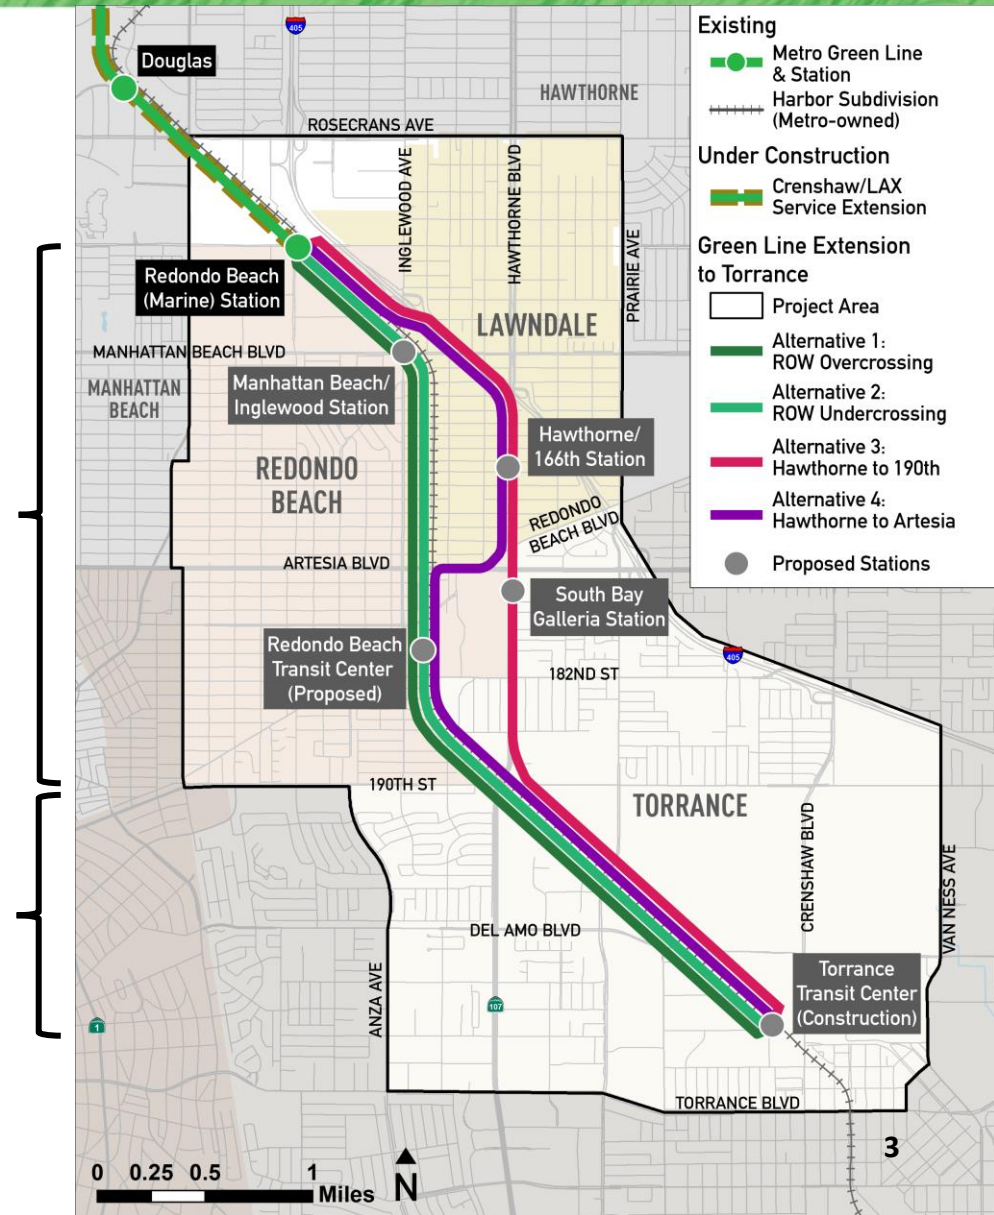 405
Douglas
HAWTHORNE
ROSECRANS AVE
INGLEWOOD AVE
HAWTHORNE BLVD
PRAIRIE AVE
Redondo Beach
(Marine) Station
LAWNDALE
MANHATTAN BEACH BLVD
MANHATTAN
BEACH
Manhattan Beach/
Inglewood Station
Hawthorne/
166th Station
REDONDO
BEACH
REDONDO
BEACH BLVD
ARTESIA BLVD
South Bay
Galleria Station
Redondo Beach
Transit Center
(Proposed)
405
182ND ST
190TH ST
TORRANCE
CRENSHAW BLVD
VAN NESS AVE
DEL AMO BLVD
ANZA AVE
107
1
Torrance
Transit Center
(Construction)
TORRANCE BLVD
3
0 0.25 0.5 1
Miles
N
Existing
Metro Green Line
& Station
Harbor Subdivision
(Metro-owned)
Under Construction
Crenshaw/LAX
Service Extension
Green Line Extension
to Torrance
Project Area
Alternative 1:
ROW Overcrossing
Alternative 2:
ROW Undercrossing
Alternative 3:
Hawthorne to 190th
Alternative 4:
Hawthorne to Artesia
Proposed Stations